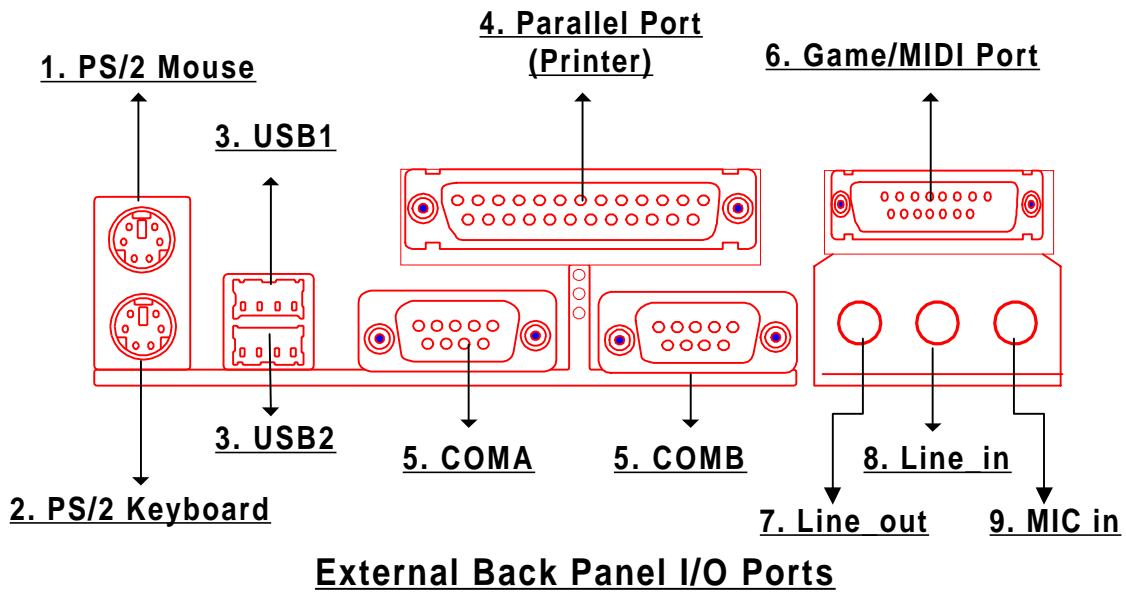 4. Parallel Port
(Printer)
1. PS/2 Mouse
6. Game/MIDI Port
3. USB1
3. USB2
5. COMA
5. COMB
8. Line_in
2. PS/2 Keyboard
7. Line_out
9. MIC in
External Back Panel I/O Ports